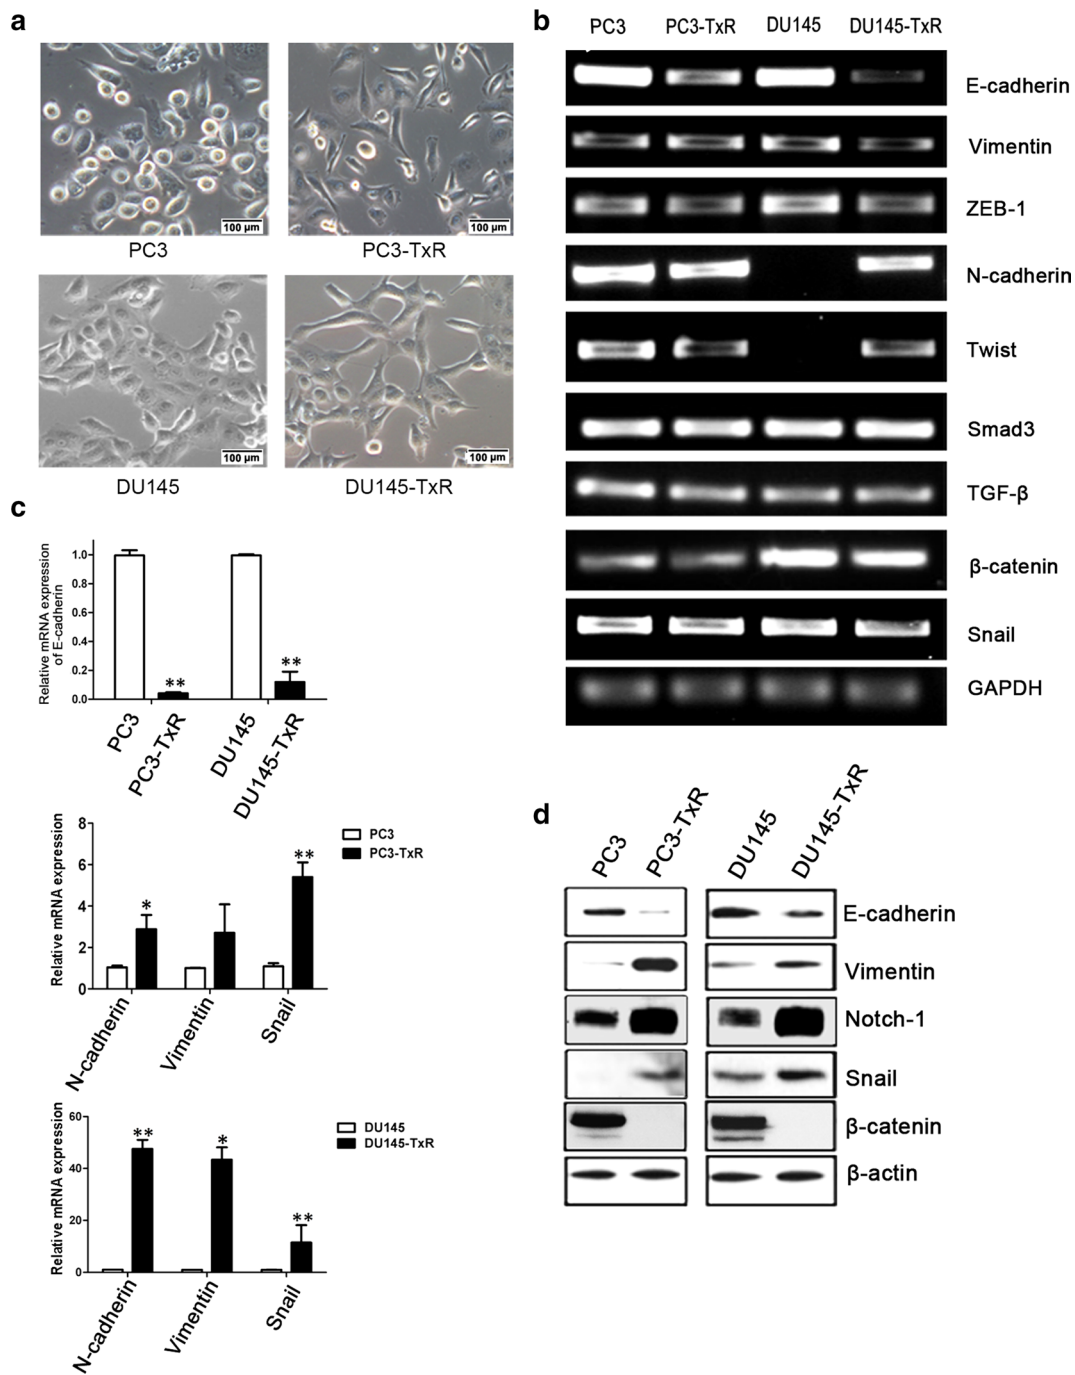 a
100 µm
PC3
100 µm
PC3-TxR
100 µm
DU145
100 µm
DU145-TxR
b
PC3 PC3-TxR DU145 DU145-TxR
E-cadherin
Vimentin
ZEB-1
N-cadherin
Twist
Smad3
TGF-β
β-catenin
Snail
GAPDH
c
Relative mRNA expression
of E-cadherin
1.0
0.8
0.6
0.4
0.2
0.0
**
**
PC3
PC3-TxR
DU145
DU145-TxR
Relative mRNA expression
8
6
4
2
0
*
**
PC3
PC3-TxR
N-cadherin
Vimentin
Snail
Relative mRNA expression
60
40
20
0
**
*
**
DU145
DU145-TxR
N-cadherin
Vimentin
Snail
d
PC3
PC3-TxR
DU145
DU145-TxR
E-cadherin
Vimentin
Notch-1
Snail
β-catenin
β-actin